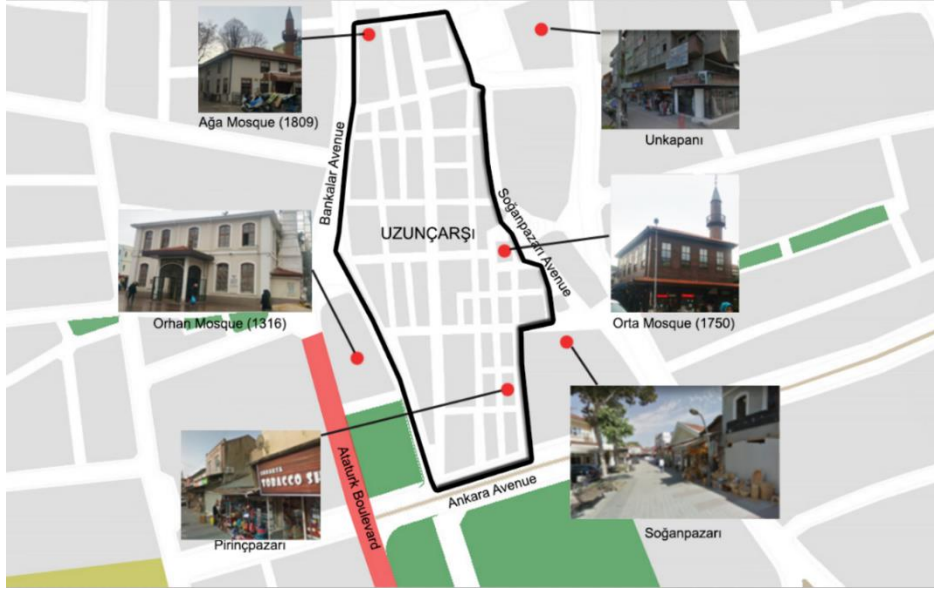 Ağa Mosque (1809)
Unkapanı
Bankalar Avenue
Soğanpazarı Avenue
UZUNÇARŞI
Orhan Mosque (1316)
Orta Mosque (1750)
TOBACCO SH
Pirinçpazarı
Ataturk Boulevard
Ankara Avenue
Soğanpazarı